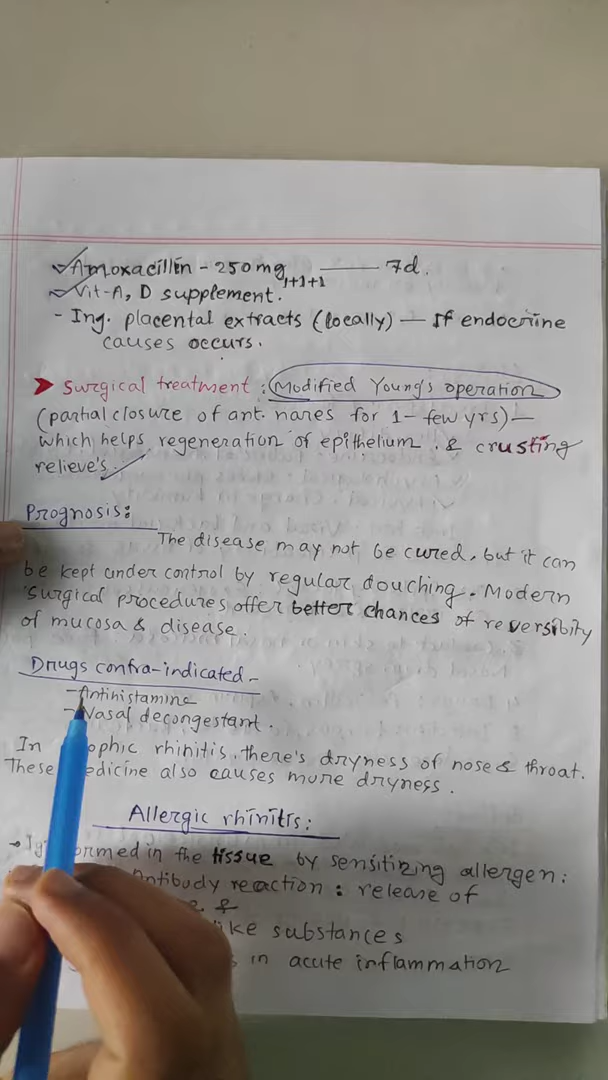 Amoxacillin - 250mg 1+1+1 —— 7d.
Vit-A, D supplement.
- Ing. placental extracts (locally) — If endocrine
causes occurs.
➤ Surgical treatment : Modified Young's operation
(partial closure of ant. nares for 1- few yrs) —
which helps regeneration of epithelium . & crusting
relieve's.
Prognosis:
The disease may not be cured, but it can
be kept under control by regular douching. Modern
surgical procedures offer better chances of reversibity
of mucosa & disease.
Drugs contra-indicated -
- Antihistamine
- Nasal decongestant.
In ophic rhinitis, there's dryness of nose & throat.
These edicine also causes more dryness.
Allergic rhinitis:
→ formed in the tissue by sensitizing allergen:
Antibody reaction : release of
&
like substances
in acute inflammation